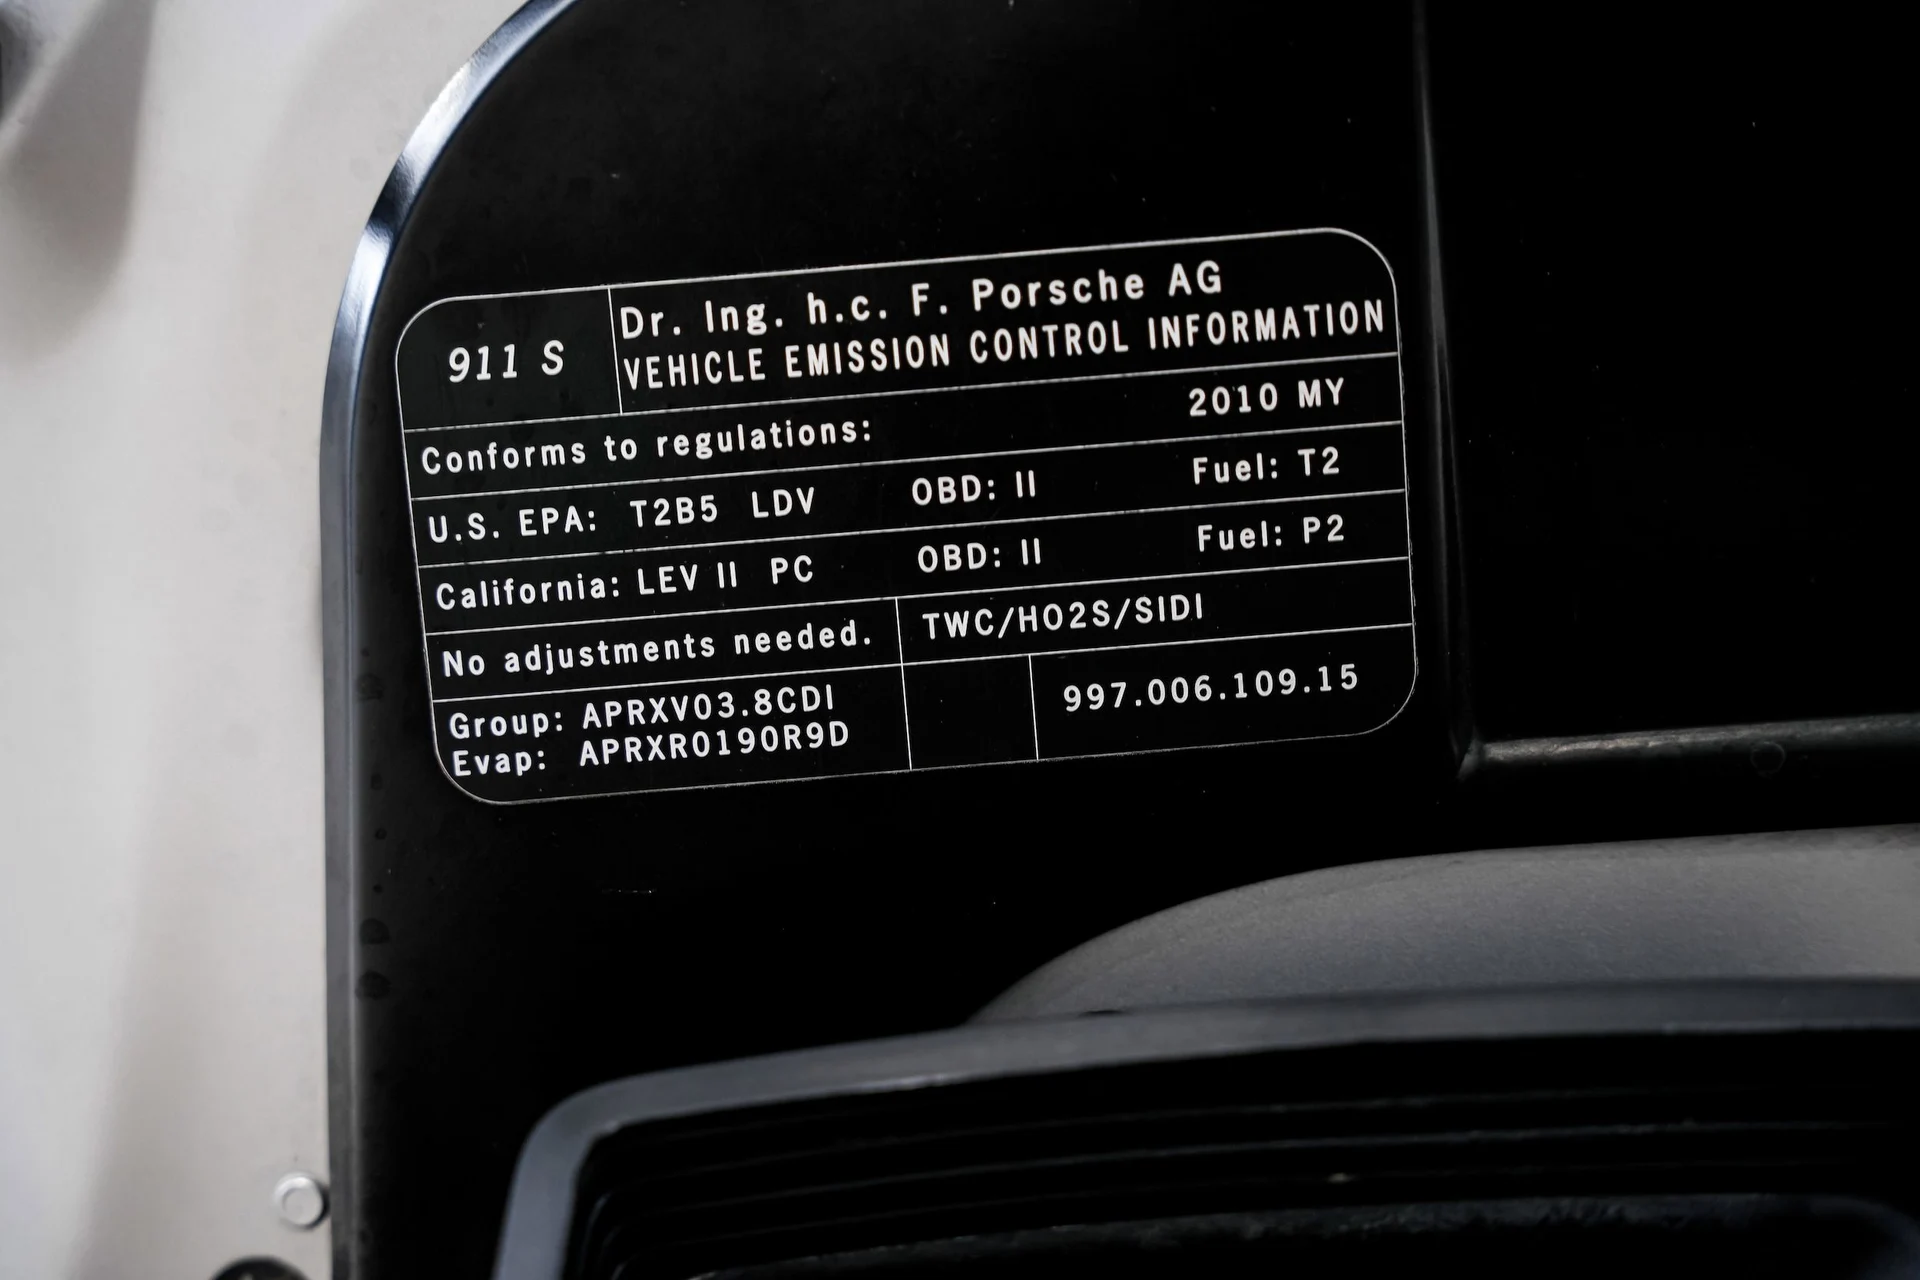 911 S
Dr. Ing. h.c. F. Porsche AG
VEHICLE EMISSION CONTROL INFORMATION
Conforms to regulations: 2010 MY
U.S. EPA: T2B5 LDV OBD: II Fuel: T2
California: LEV II PC OBD: II Fuel: P2
No adjustments needed. TWC/HO2S/SIDI
Group: APRXV03.8CDI
Evap: APRXR0190R9D
997.006.109.15